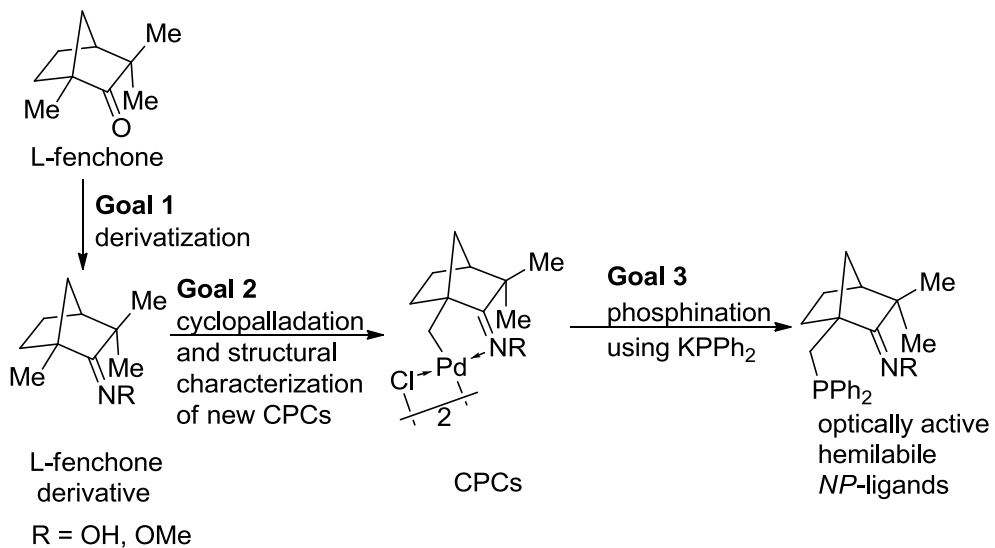 Me
Me
Me
O
L-fenchone
Goal 1
derivatization
Me
Me
Me
NR
L-fenchone
derivative
R = OH, OMe
Goal 2
cyclopalladation
and structural
characterization
of new CPCs
Me
Me
NR
Pd
Cl
2
CPCs
Goal 3
phosphination
using KPPh₂
Me
Me
NR
PPh₂
optically active
hemilabile
NP-ligands